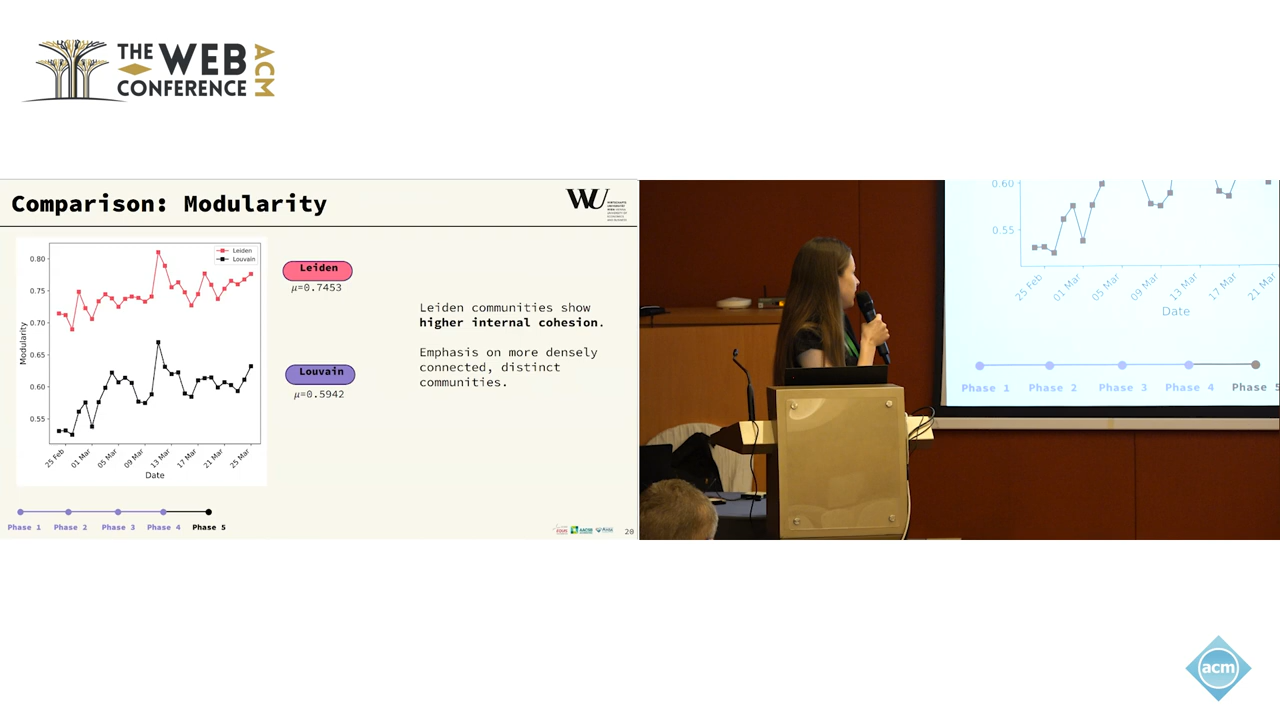 THE WEB
CONFERENCE
ACM
Comparison: Modularity
WU
Leiden
Louvain
0.80
0.75
0.70
0.65
0.60
0.55
Modularity
25 Feb
01 Mar
05 Mar
09 Mar
13 Mar
17 Mar
21 Mar
25 Mar
Date
Leiden
μ=0.7453
Louvain
μ=0.5942
Leiden communities show
higher internal cohesion.
Emphasis on more densely
connected, distinct
communities.
Phase 1
Phase 2
Phase 3
Phase 4
Phase 5
20
0.60
0.55
25 Feb
01 Mar
05 Mar
09 Mar
13 Mar
17 Mar
21 Mar
Date
Phase 1
Phase 2
Phase 3
Phase 4
Phase 5
acm